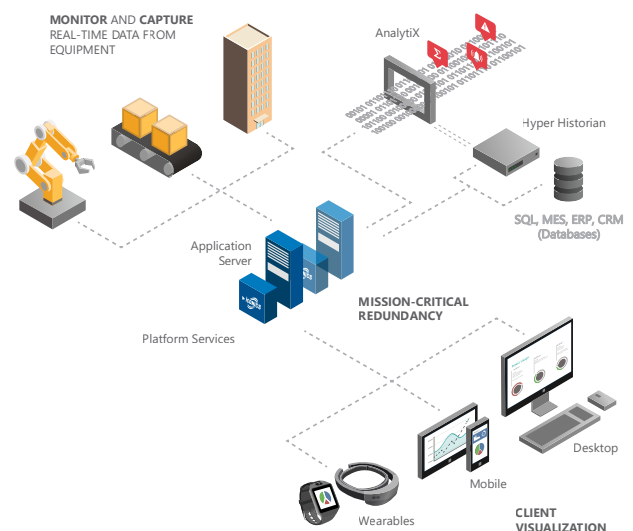 MONITOR AND CAPTURE
REAL-TIME DATA FROM
EQUIPMENT
AnalytiX
Hyper Historian
SQL, MES, ERP, CRM
(Databases)
Application
Server
Platform Services
MISSION-CRITICAL
REDUNDANCY
Desktop
Mobile
Wearables
CLIENT
VISUALIZATION